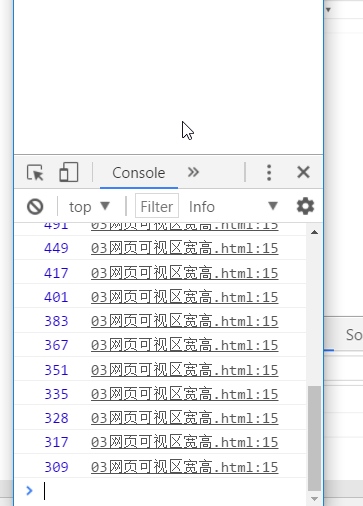 Console
top Filter Info
491 03网页可视区宽高.html:15
449 03网页可视区宽高.html:15
417 03网页可视区宽高.html:15
401 03网页可视区宽高.html:15
383 03网页可视区宽高.html:15
367 03网页可视区宽高.html:15
351 03网页可视区宽高.html:15
335 03网页可视区宽高.html:15
328 03网页可视区宽高.html:15
317 03网页可视区宽高.html:15
309 03网页可视区宽高.html:15
So